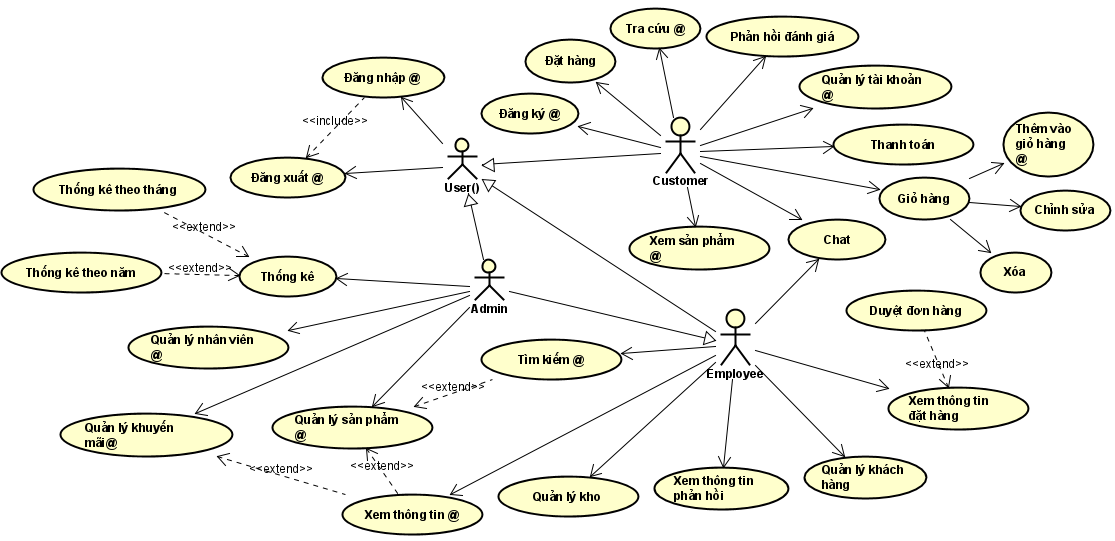 Tra cứu @
Phản hồi đánh giá
Đặt hàng
Đăng nhập @
Quản lý tài khoản
@
Đăng ký @
<<include>>
Thêm vào
giỏ hàng
@
Thanh toán
Đăng xuất @
User()
Customer
Thống kê theo tháng
Giỏ hàng
Chỉnh sửa
<<extend>>
Xem sản phẩm
@
Chat
Thống kê theo năm
<<extend>>
Thống kê
Xóa
Admin
Duyệt đơn hàng
Quản lý nhân viên
@
Tìm kiếm @
Employee
<<extend>>
<<extend>>
Xem thông tin
đặt hàng
Quản lý khuyến
mãi@
Quản lý sản phẩm
@
<<extend>>
<<extend>>
Quản lý khách
hàng
Xem thông tin
phản hồi
Quản lý kho
Xem thông tin @